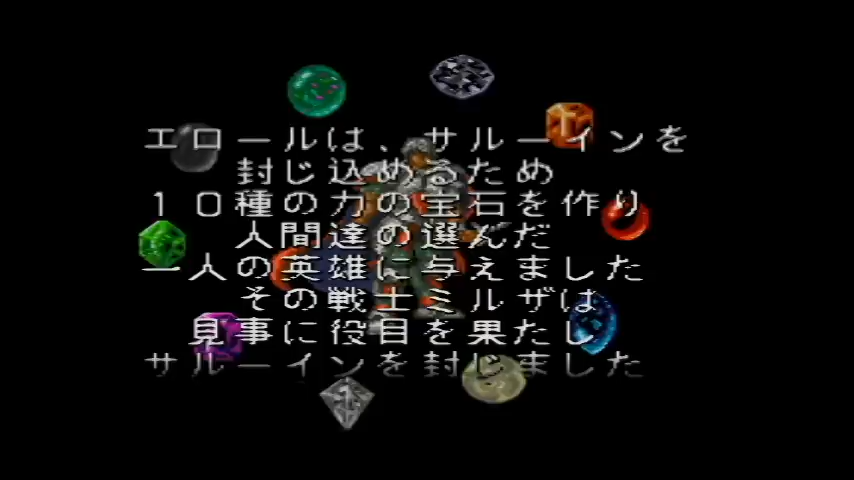 エロールは、サルーインを
封じ込めるため
１０種の力の宝石を作り
人間達の選んだ
一人の英雄に与えました
その戦士ミルザは
見事に役目を果たし
サルーインを封じました